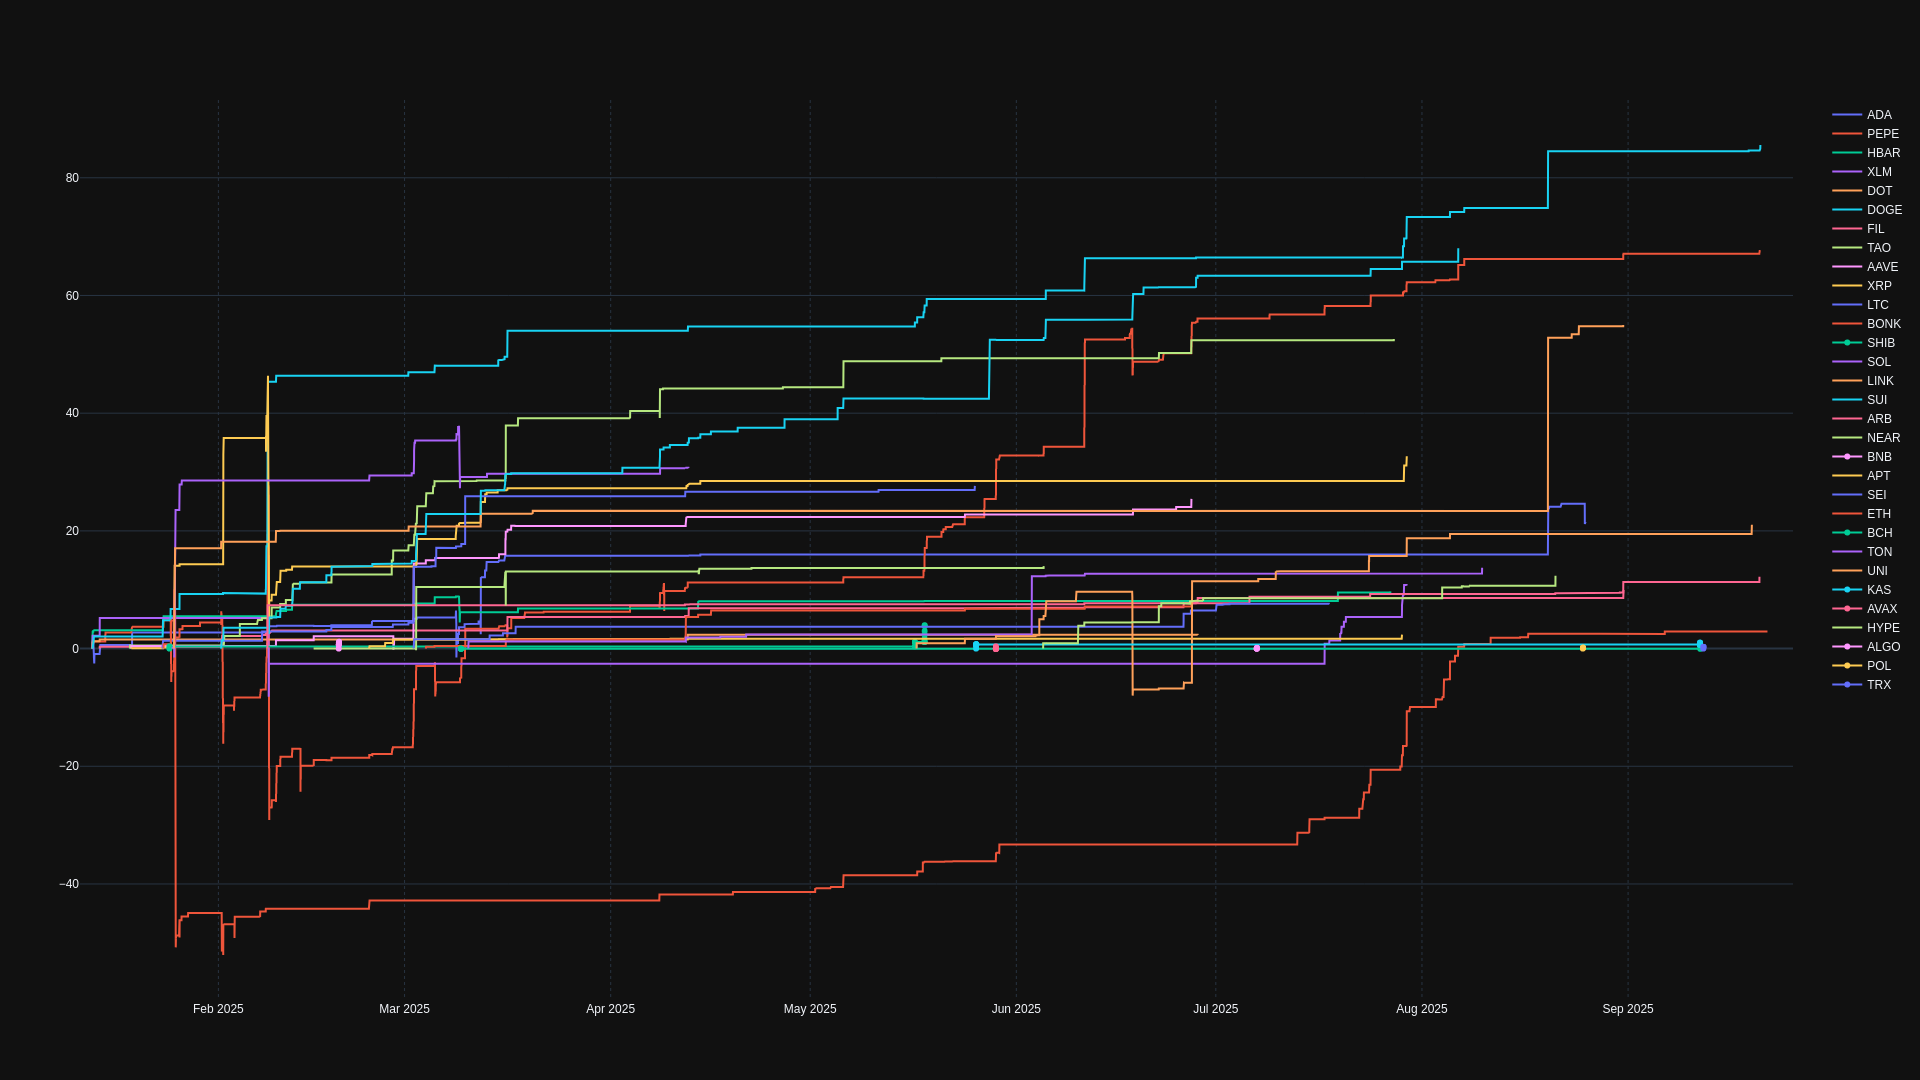 80
60
40
20
0
−20
−40
Feb 2025
Mar 2025
Apr 2025
May 2025
Jun 2025
Jul 2025
Aug 2025
Sep 2025
ADA
PEPE
HBAR
XLM
DOT
DOGE
FIL
TAO
AAVE
XRP
LTC
BONK
SHIB
SOL
LINK
SUI
ARB
NEAR
BNB
APT
SEI
ETH
BCH
TON
UNI
KAS
AVAX
HYPE
ALGO
POL
TRX